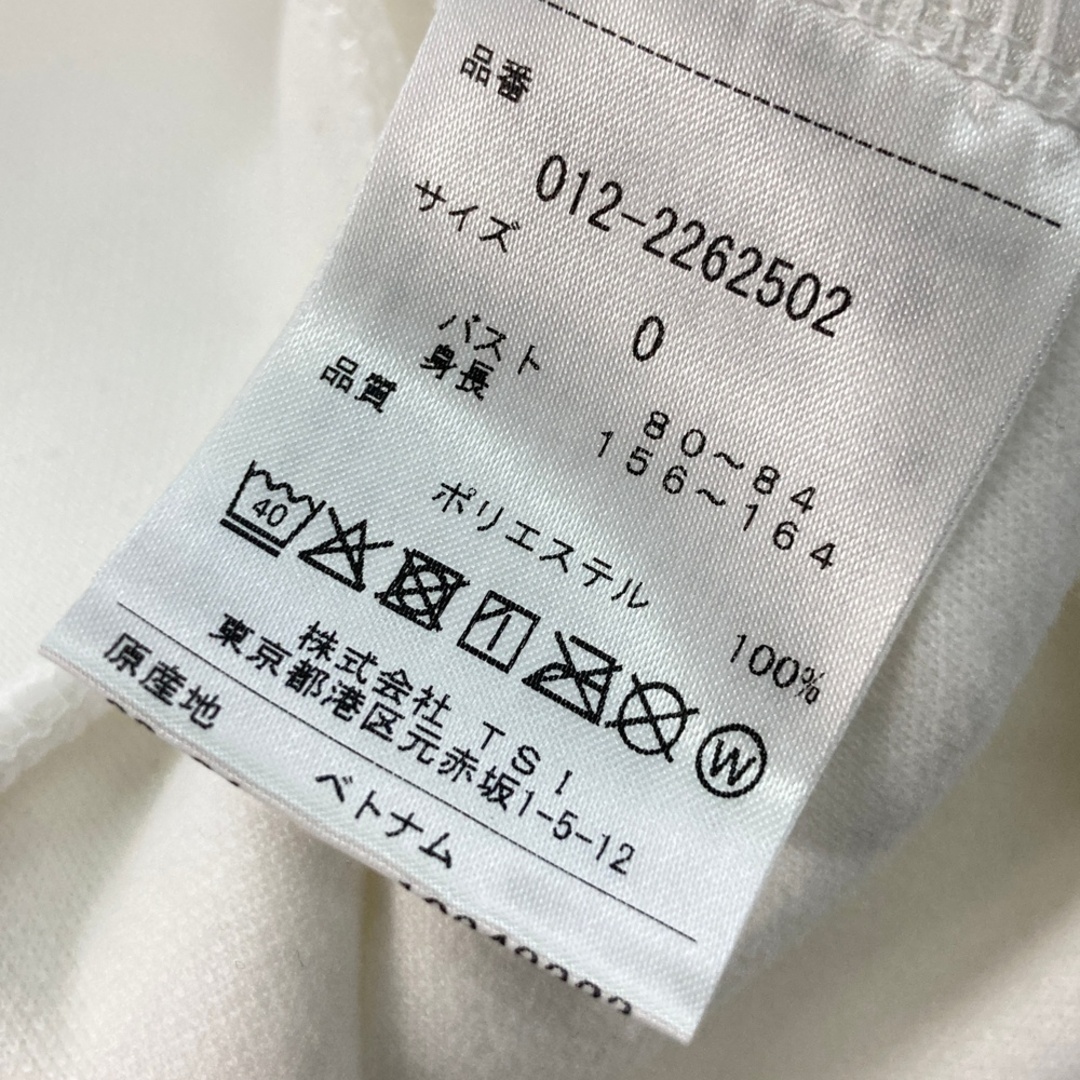 品番
012-2262502
サイズ
0
バスト 80~84
身長 156~164
品質
ポリエステル 100%
40
W
株式会社 TSI
東京都港区元赤坂1-5-12
原産地
ベトナム